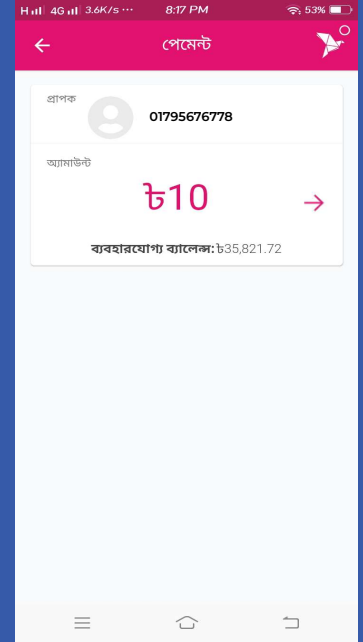 H 4G 3.6K/s ··· 8:17 PM 53%
পেমেন্ট
প্রাপক
01795676778
অ্যামাউন্ট
৳10
ব্যবহারযোগ্য ব্যালেন্স: ৳35,821.72